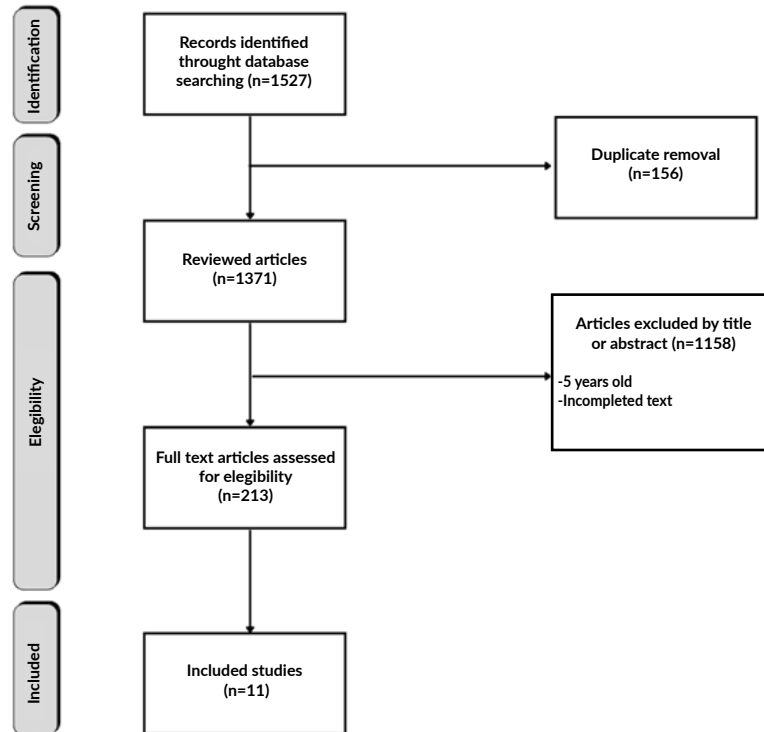 Identification
Records identified
throught database
searching (n=1527)
Duplicate removal
(n=156)
Screening
Reviewed articles
(n=1371)
Articles excluded by title
or abstract (n=1158)
-5 years old
-Incompleted text
Elegibility
Full text articles assessed
for elegibility
(n=213)
Included
Included studies
(n=11)